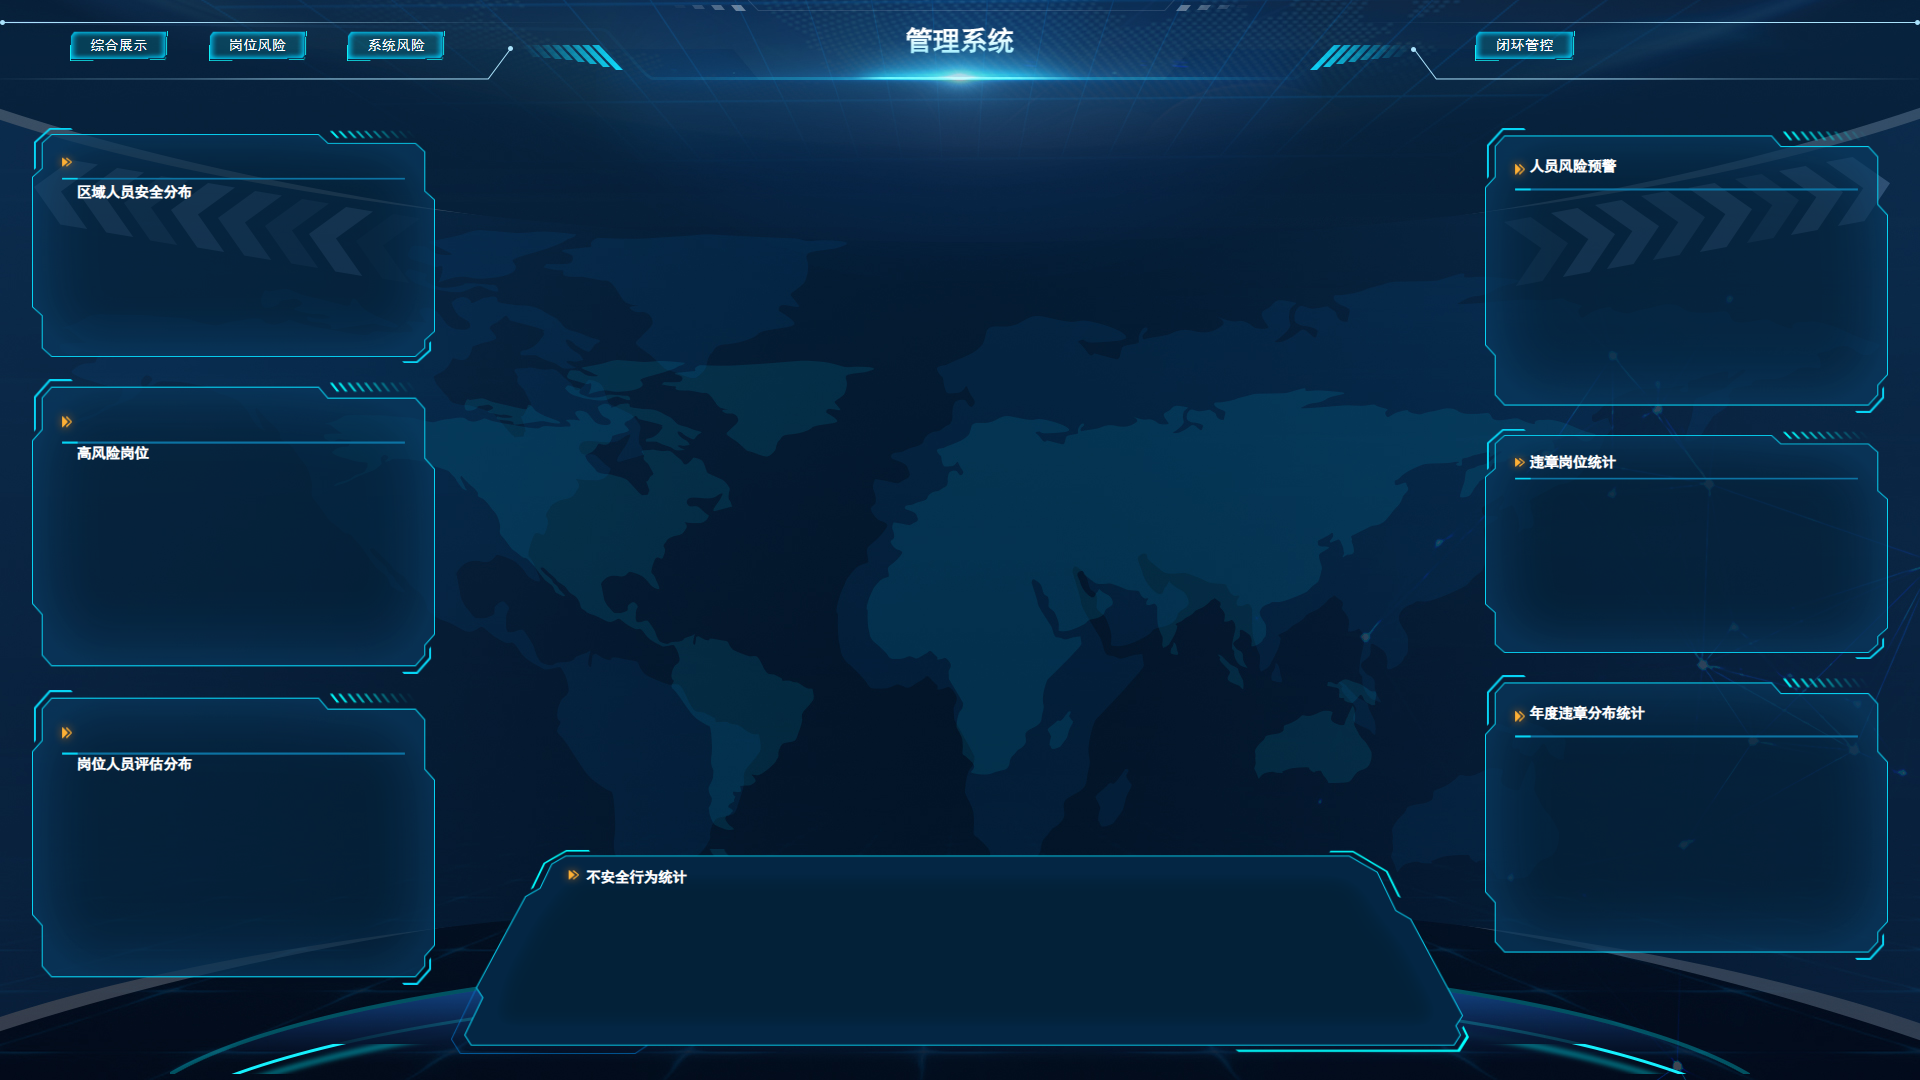 综合展示
岗位风险
系统风险
管理系统
闭环管控
区域人员安全分布
高风险岗位
岗位人员评估分布
人员风险预警
违章岗位统计
年度违章分布统计
不安全行为统计